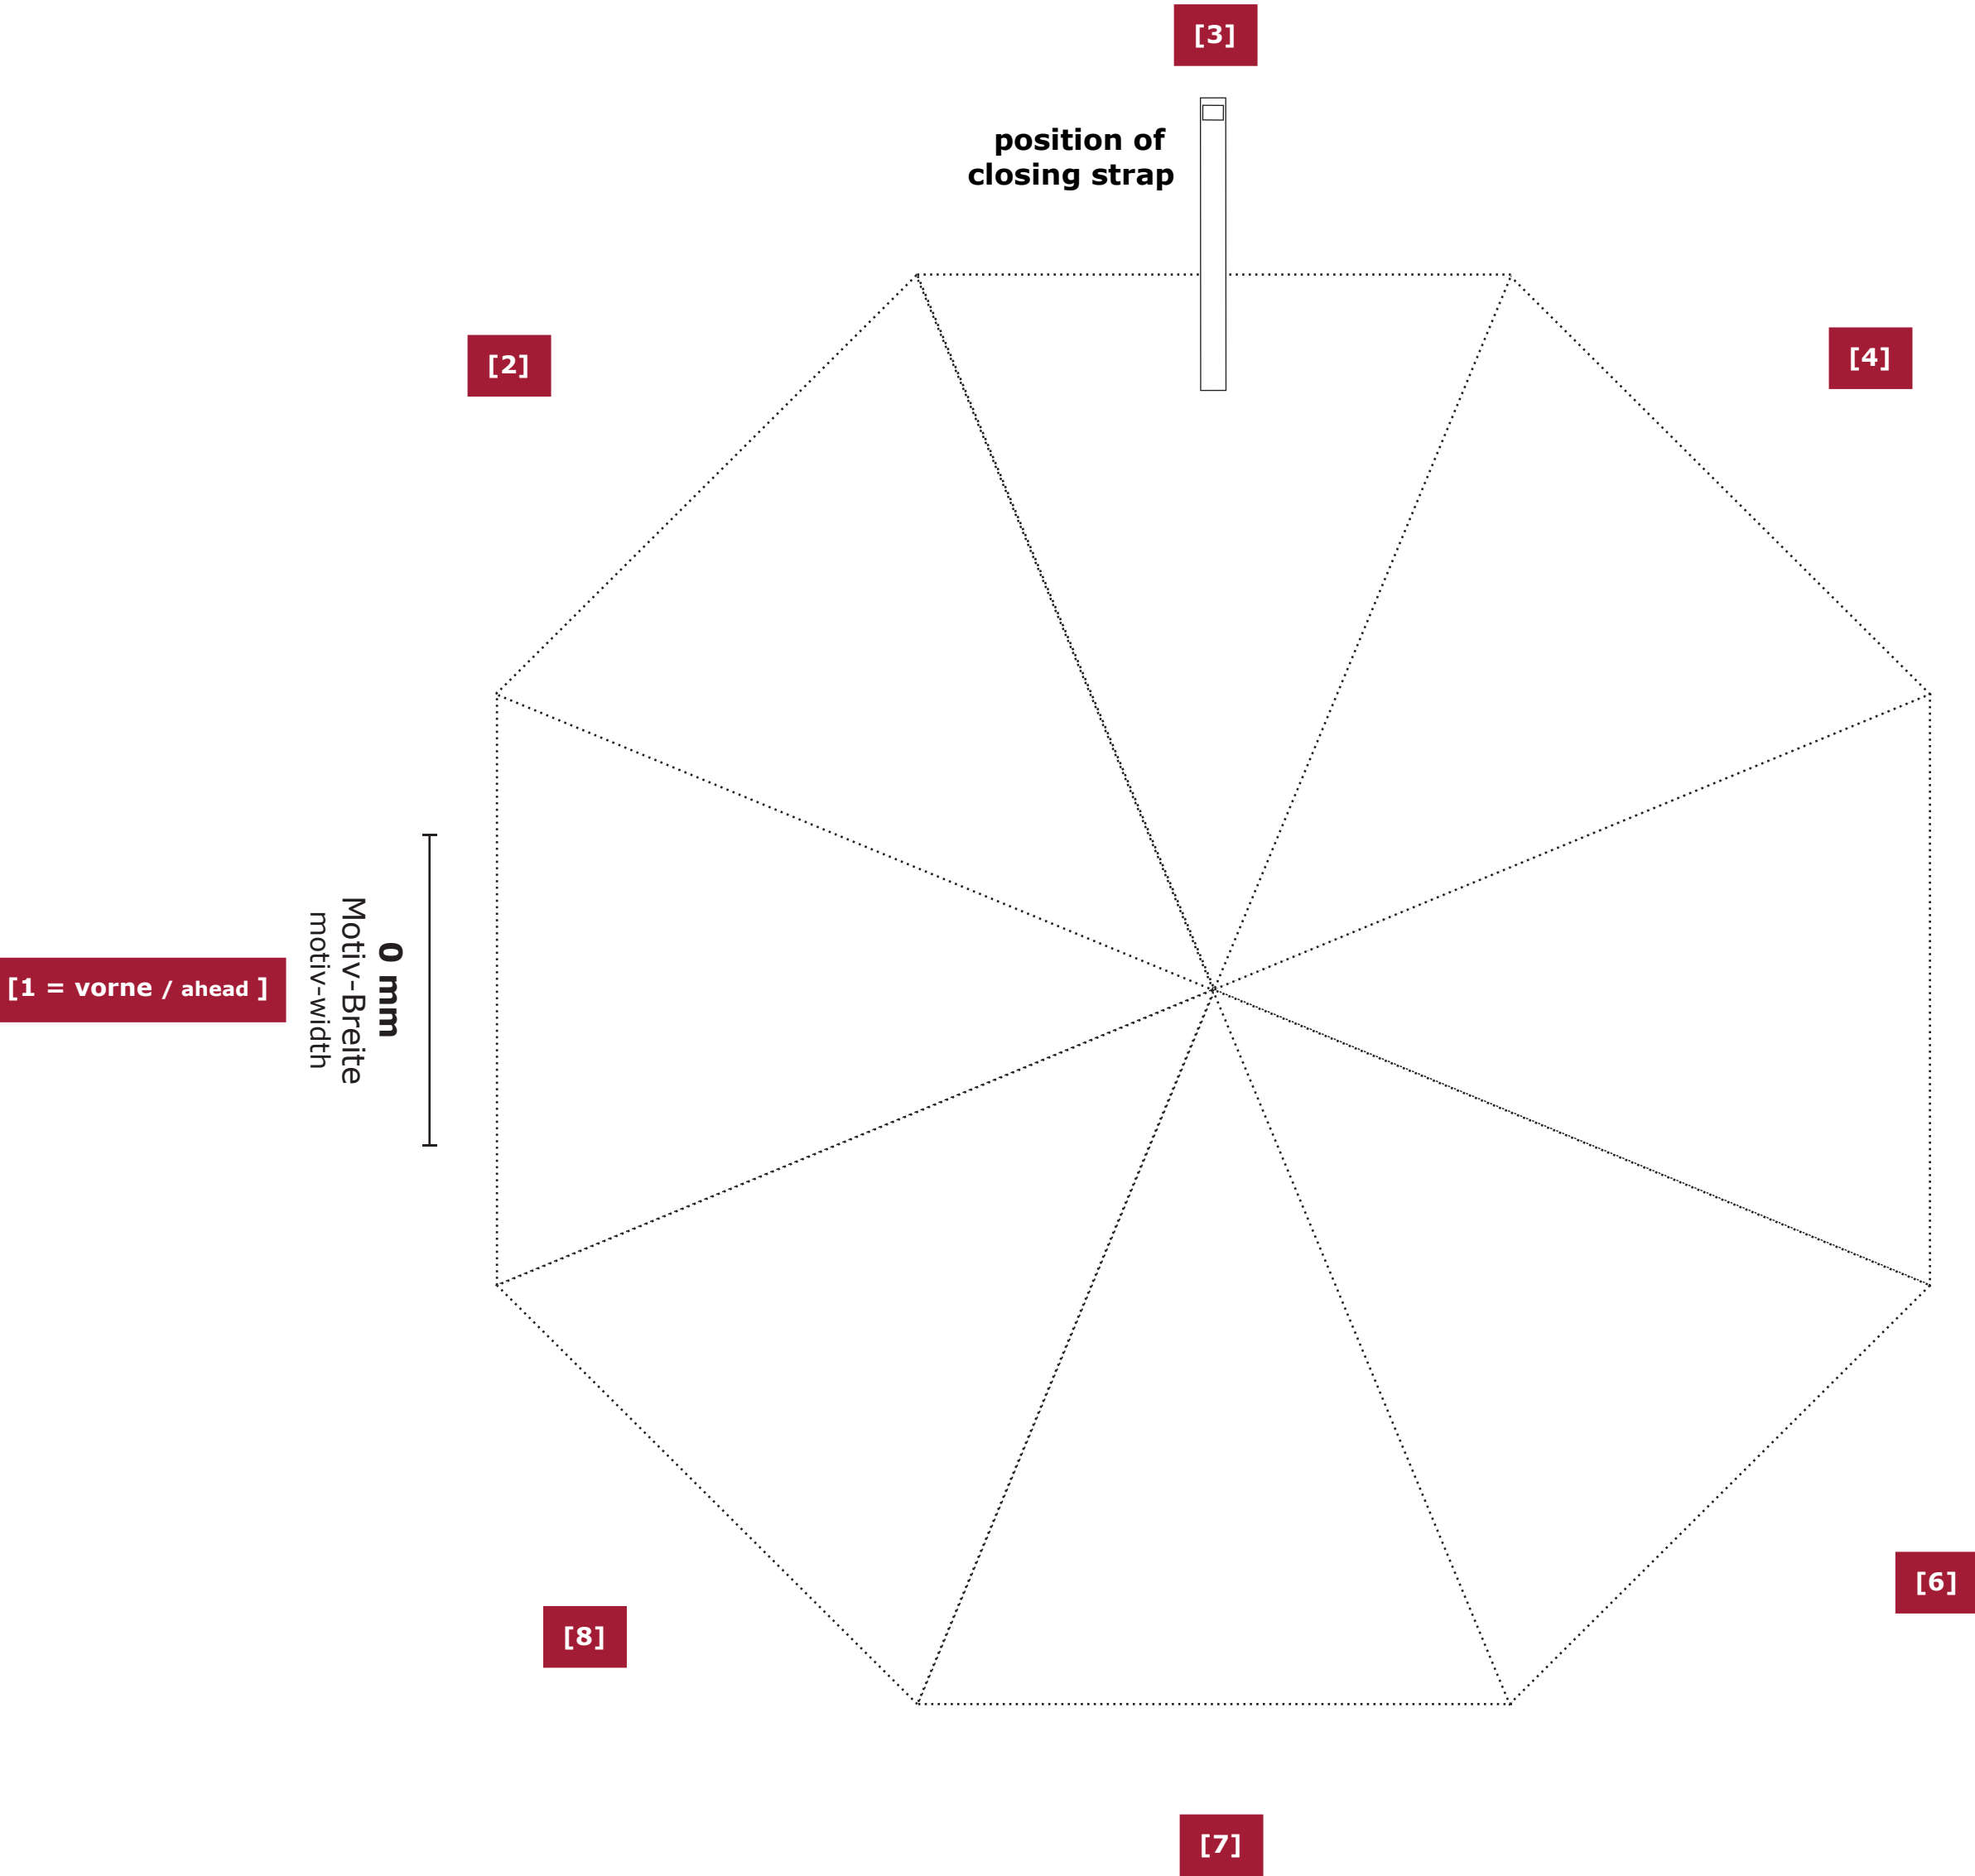 [3]
position of
closing strap
[2]
[4]
0 mm
Motiv-Breite
motiv-width
[1 = vorne / ahead ]
[6]
[8]
[7]